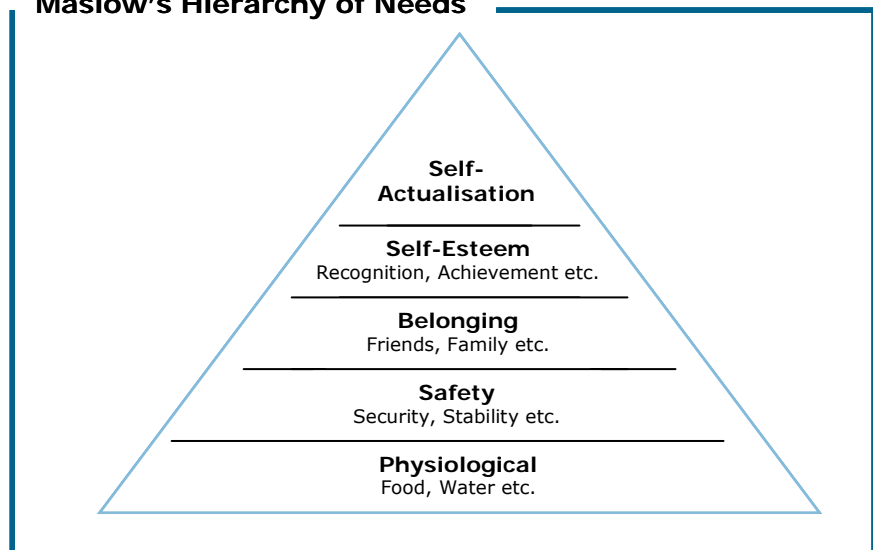 Maslow's Hierarchy of Needs
Self-
Actualisation
Self-Esteem
Recognition, Achievement etc.
Belonging
Friends, Family etc.
Safety
Security, Stability etc.
Physiological
Food, Water etc.